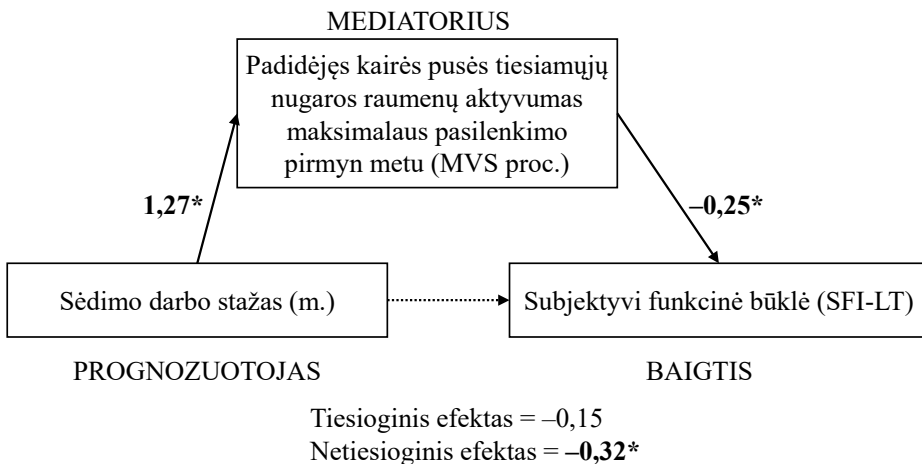 MEDIATORIUS
Padidėjęs kairės pusės tiesiamųjų
nugaros raumenų aktyvumas
maksimalaus pasilenkimo
pirmyn metu (MVS proc.)
1,27*
–0,25*
Sėdimo darbo stažas (m.)
Subjektyvi funkcinė būklė (SFI-LT)
PROGNOZUOTOJAS
BAIGTIS
Tiesioginis efektas = –0,15
Netiesioginis efektas = –0,32*